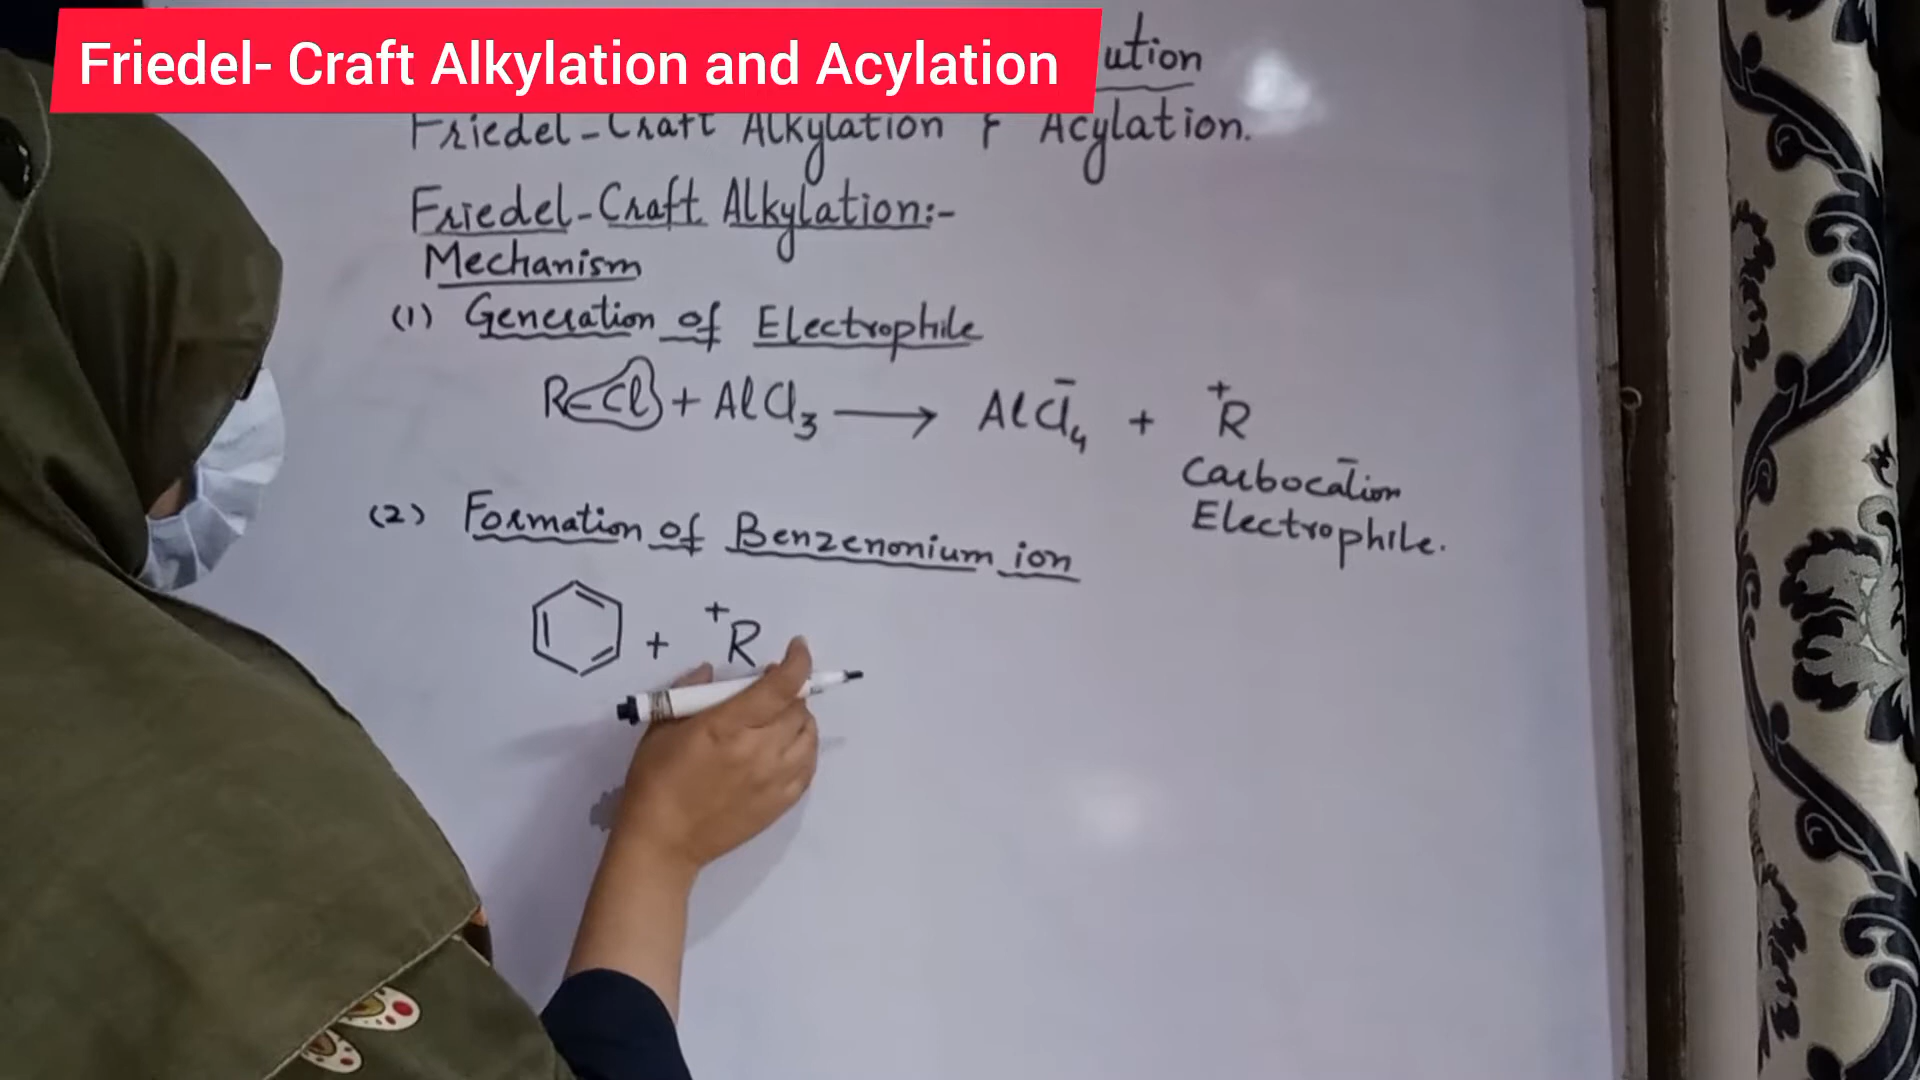 Friedel- Craft Alkylation and Acylation
ution
Friedel-Craft Alkylation & Acylation.
Friedel-Craft Alkylation:-
Mechanism
(1) Generation of Electrophile
R-Cl + AlCl3 → AlCl4⁻ + ⁺R
Carbocation
Electrophile.
(2) Formation of Benzenonium ion
+ ⁺R